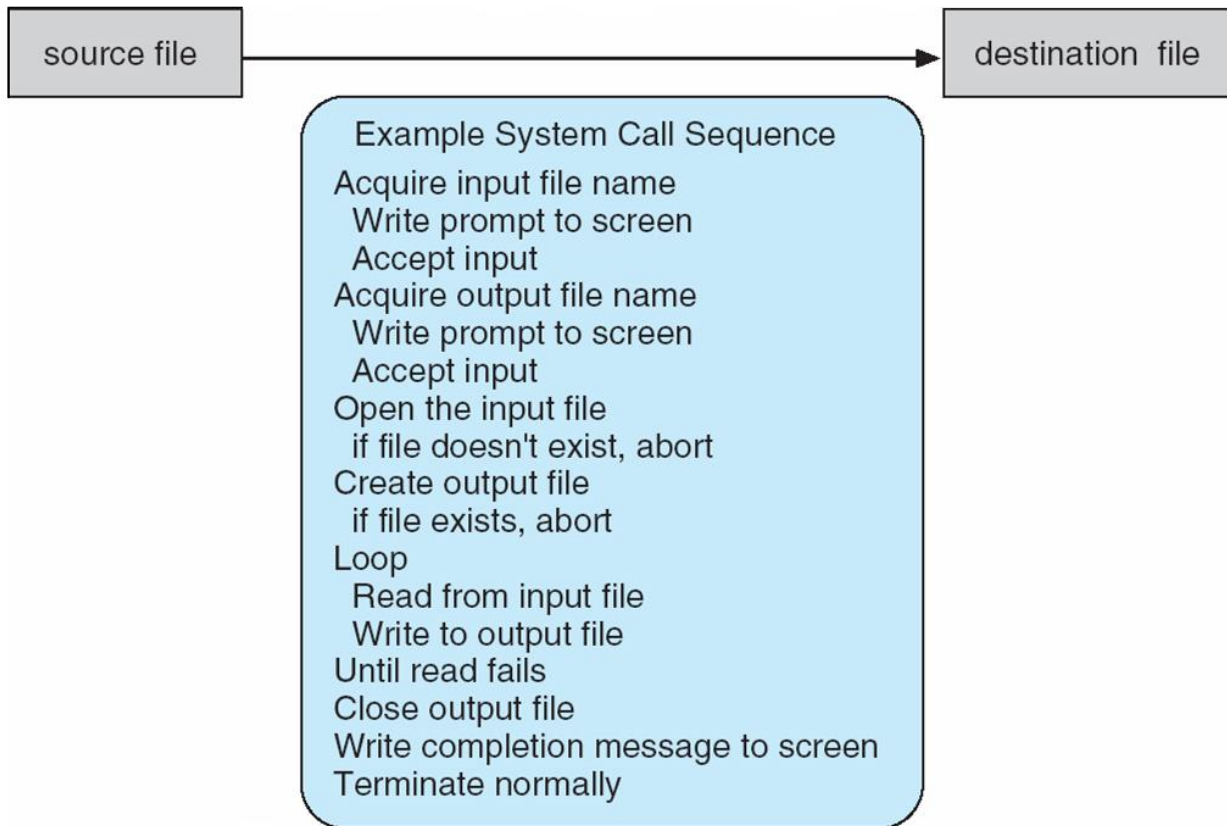 source file
destination file
Example System Call Sequence
Acquire input file name
Write prompt to screen
Accept input
Acquire output file name
Write prompt to screen
Accept input
Open the input file
if file doesn't exist, abort
Create output file
if file exists, abort
Loop
Read from input file
Write to output file
Until read fails
Close output file
Write completion message to screen
Terminate normally